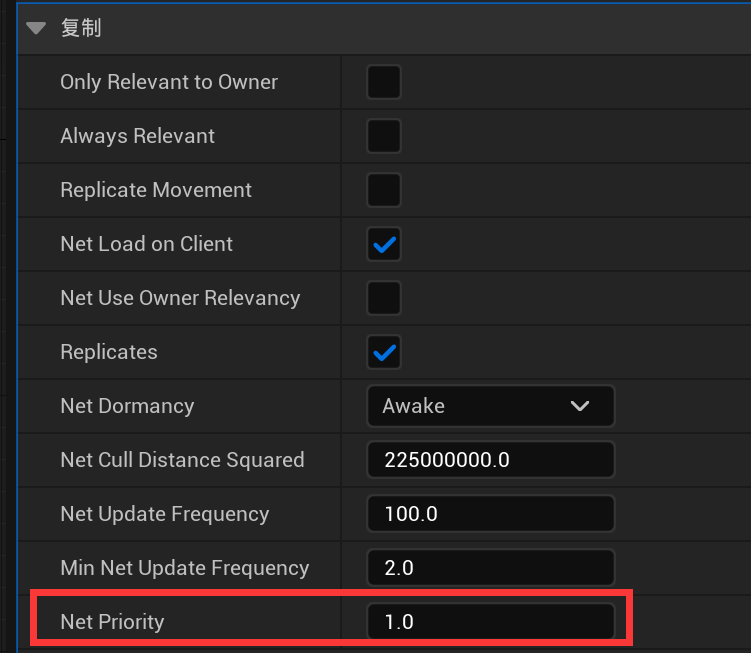 复制
Only Relevant to Owner
Always Relevant
Replicate Movement
Net Load on Client
Net Use Owner Relevancy
Replicates
Net Dormancy Awake
Net Cull Distance Squared 225000000.0
Net Update Frequency 100.0
Min Net Update Frequency 2.0
Net Priority 1.0